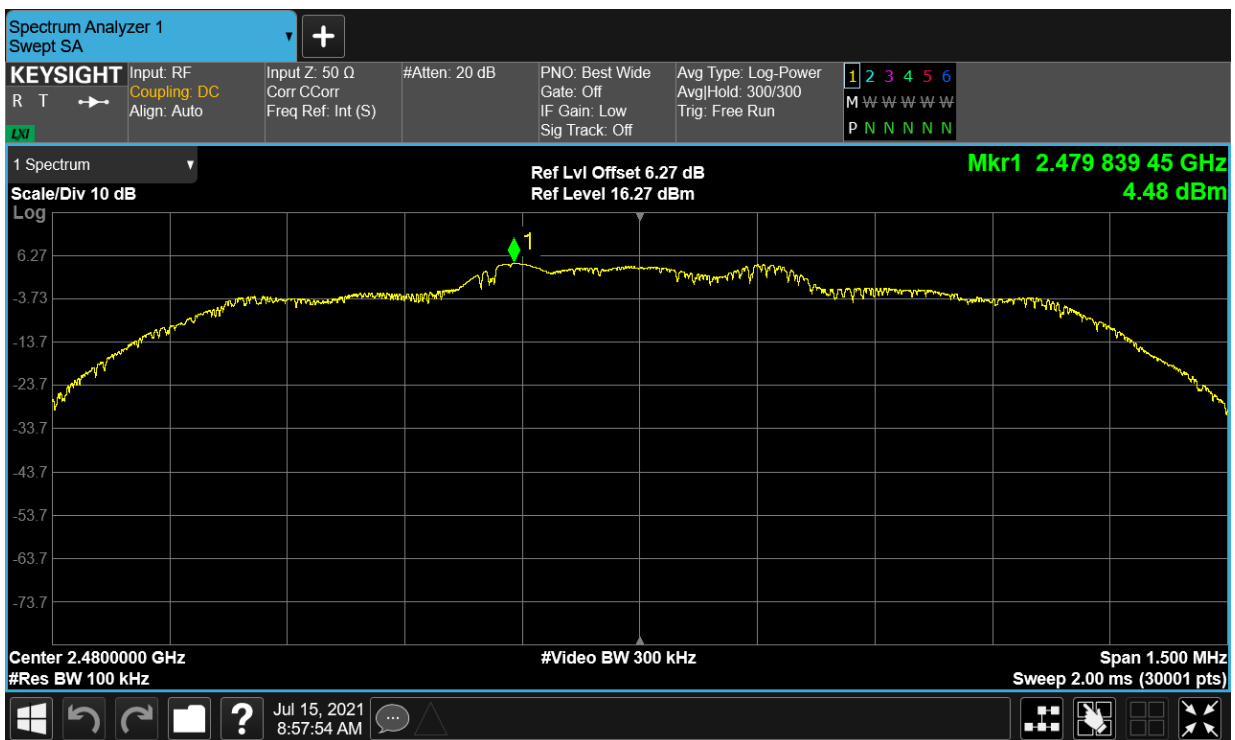 Spectrum Analyzer 1
Swept SA
KEYSIGHT
R T
LXI
Input: RF
Coupling: DC
Align: Auto
Input Z: 50 Ω
Corr CCorr
Freq Ref: Int (S)
#Atten: 20 dB
PNO: Best Wide
Gate: Off
IF Gain: Low
Sig Track: Off
Avg Type: Log-Power
Avg|Hold: 300/300
Trig: Free Run
1 2 3 4 5 6
M W W W W W
P N N N N N
1 Spectrum
Scale/Div 10 dB
Log
Ref Lvl Offset 6.27 dB
Ref Level 16.27 dBm
Mkr1 2.479 839 45 GHz
4.48 dBm
1
6.27
-3.73
-13.7
-23.7
-33.7
-43.7
-53.7
-63.7
-73.7
Center 2.4800000 GHz
#Res BW 100 kHz
#Video BW 300 kHz
Span 1.500 MHz
Sweep 2.00 ms (30001 pts)
?
Jul 15, 2021
8:57:54 AM